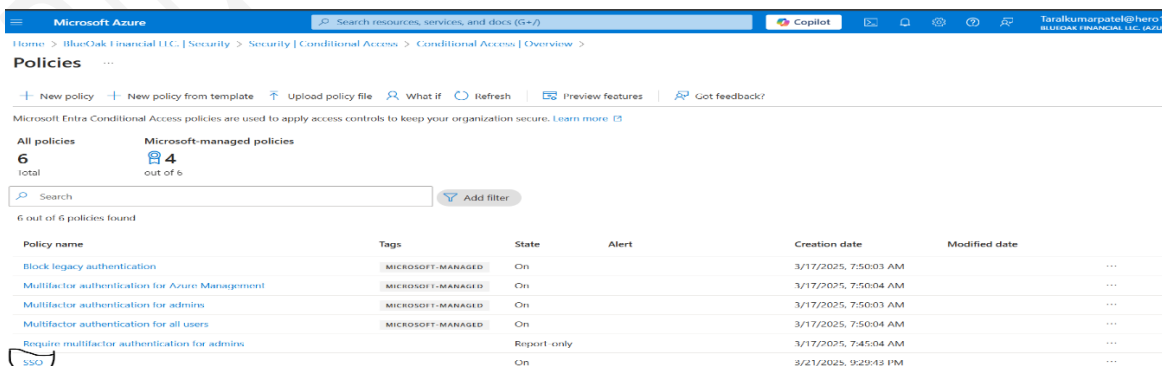 Microsoft Azure Search resources, services, and docs (G+/) Copilot Taralkumarpatel@hero1
BLUEOAK FINANCIAL LLC. (AZU
Home > BlueOak Financial LLC. | Security > Security | Conditional Access > Conditional Access | Overview >
Policies ...
+ New policy + New policy from template Upload policy file What if Refresh Preview features Got feedback?
Microsoft Entra Conditional Access policies are used to apply access controls to keep your organization secure. Learn more
All policies Microsoft-managed policies
6 4
Total out of 6
Search Add filter
6 out of 6 policies found
Policy name Tags State Alert Creation date Modified date
Block legacy authentication MICROSOFT-MANAGED On 3/17/2025, 7:50:03 AM ...
Multifactor authentication for Azure Management MICROSOFT-MANAGED On 3/17/2025, 7:50:04 AM ...
Multifactor authentication for admins MICROSOFT-MANAGED On 3/17/2025, 7:50:03 AM ...
Multifactor authentication for all users MICROSOFT-MANAGED On 3/17/2025, 7:50:04 AM ...
Require multifactor authentication for admins Report-only 3/17/2025, 7:45:04 AM ...
SSO On 3/21/2025, 9:29:43 PM ...